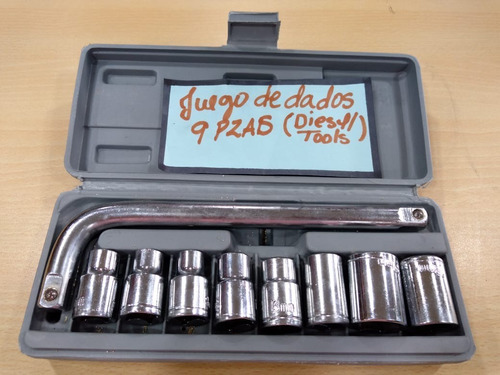 Juego de dados
9 PZAS (Diesel
Tools)